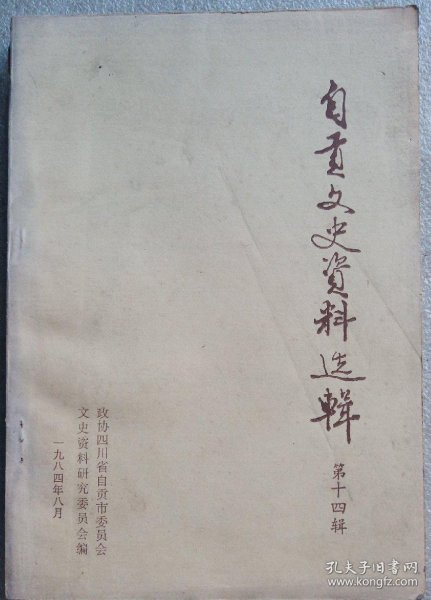 自贡文史資料选輯
第十四辑
政协四川省自贡市委员会
文史资料研究委员会编
一九八四年八月
孔夫子旧书网
www.kongfz.com